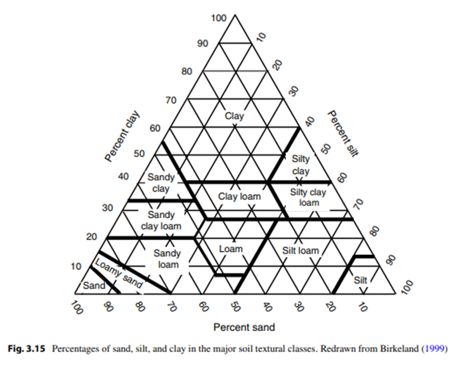 100
90
10
80
20
70
30
Clay
60
40
Percent clay
Percent silt
50
50
Silty
clay
40
Sandy
clay
60
Clay loam
Silty clay
loam
30
70
Sandy
clay loam
20
80
Loam
Silt loam
Sandy
loam
10
90
Loamy sand
Sand
Silt
100
100
90
80
70
60
50
40
30
20
10
Percent sand
Fig. 3.15 Percentages of sand, silt, and clay in the major soil textural classes. Redrawn from Birkeland (1999)